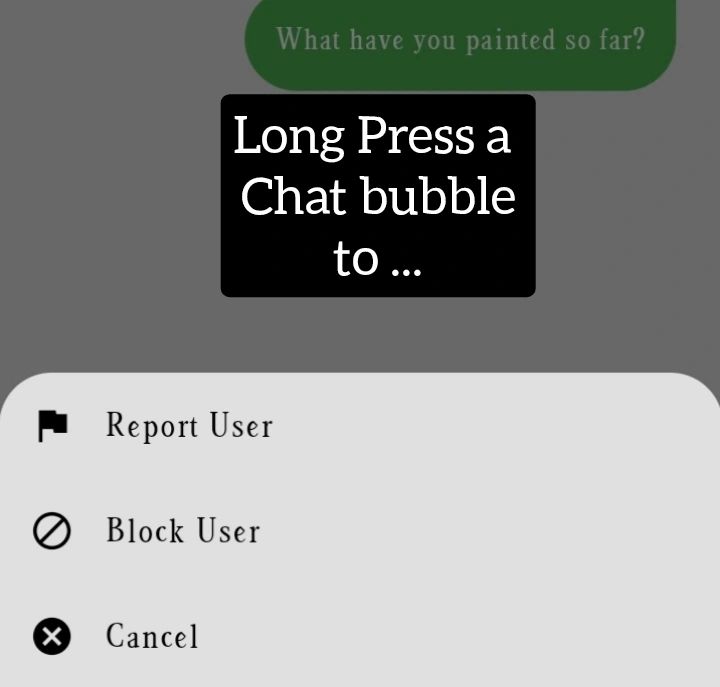 What have you painted so far?
Long Press a
Chat bubble
to ...
Report User
Block User
Cancel